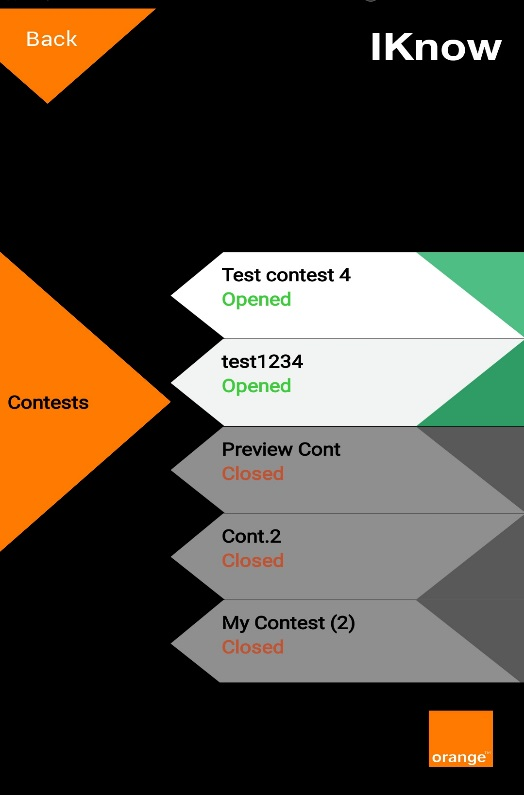 Back
IKnow
Test contest 4
Opened
test1234
Opened
Contests
Preview Cont
Closed
Cont.2
Closed
My Contest (2)
Closed
orange™